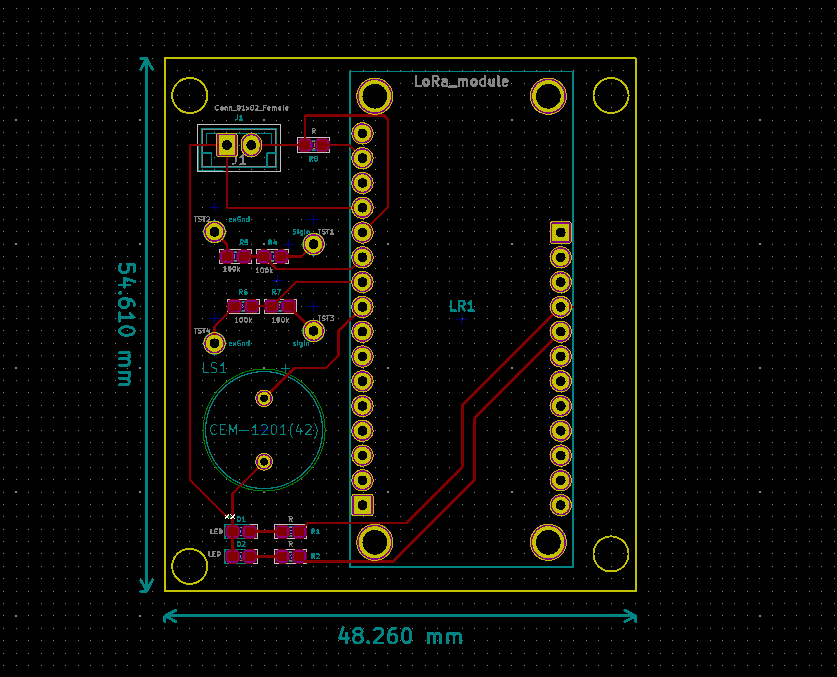 LoRa_module
Conn_01x02_Female
J1
R
J1
R8
TST2
exGnd
Sign
TST1
R5
R4
100k
100k
R6
R7
100k
100k
TST3
TST4
exGnd
sign
LR1
LS1
CEM-1201(42)
D1
LED
R
R1
D2
LED
R
R2
54.610 mm
48.260 mm